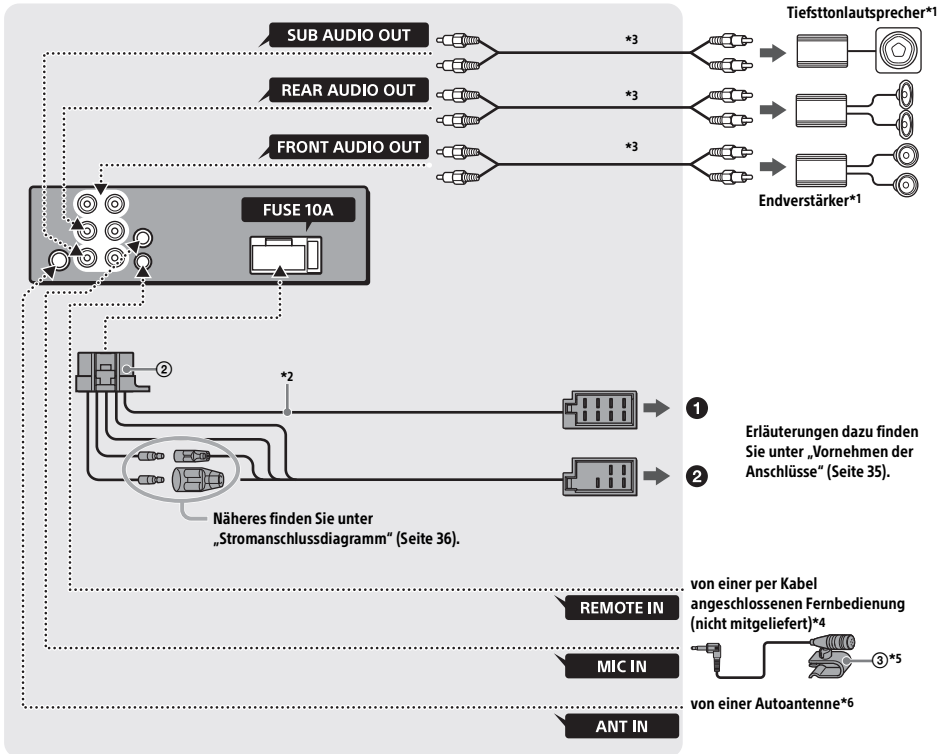 Tiefsttonlautsprecher*1
SUB AUDIO OUT
*3
REAR AUDIO OUT
*3
FRONT AUDIO OUT
*3
Endverstärker*1
FUSE 10A
②
*2
❶
❷
Erläuterungen dazu finden
Sie unter „Vornehmen der
Anschlüsse“ (Seite 35).
Näheres finden Sie unter
„Stromanschlussdiagramm“ (Seite 36).
REMOTE IN
von einer per Kabel
angeschlossenen Fernbedienung
(nicht mitgeliefert)*4
MIC IN
③*5
von einer Autoantenne*6
ANT IN